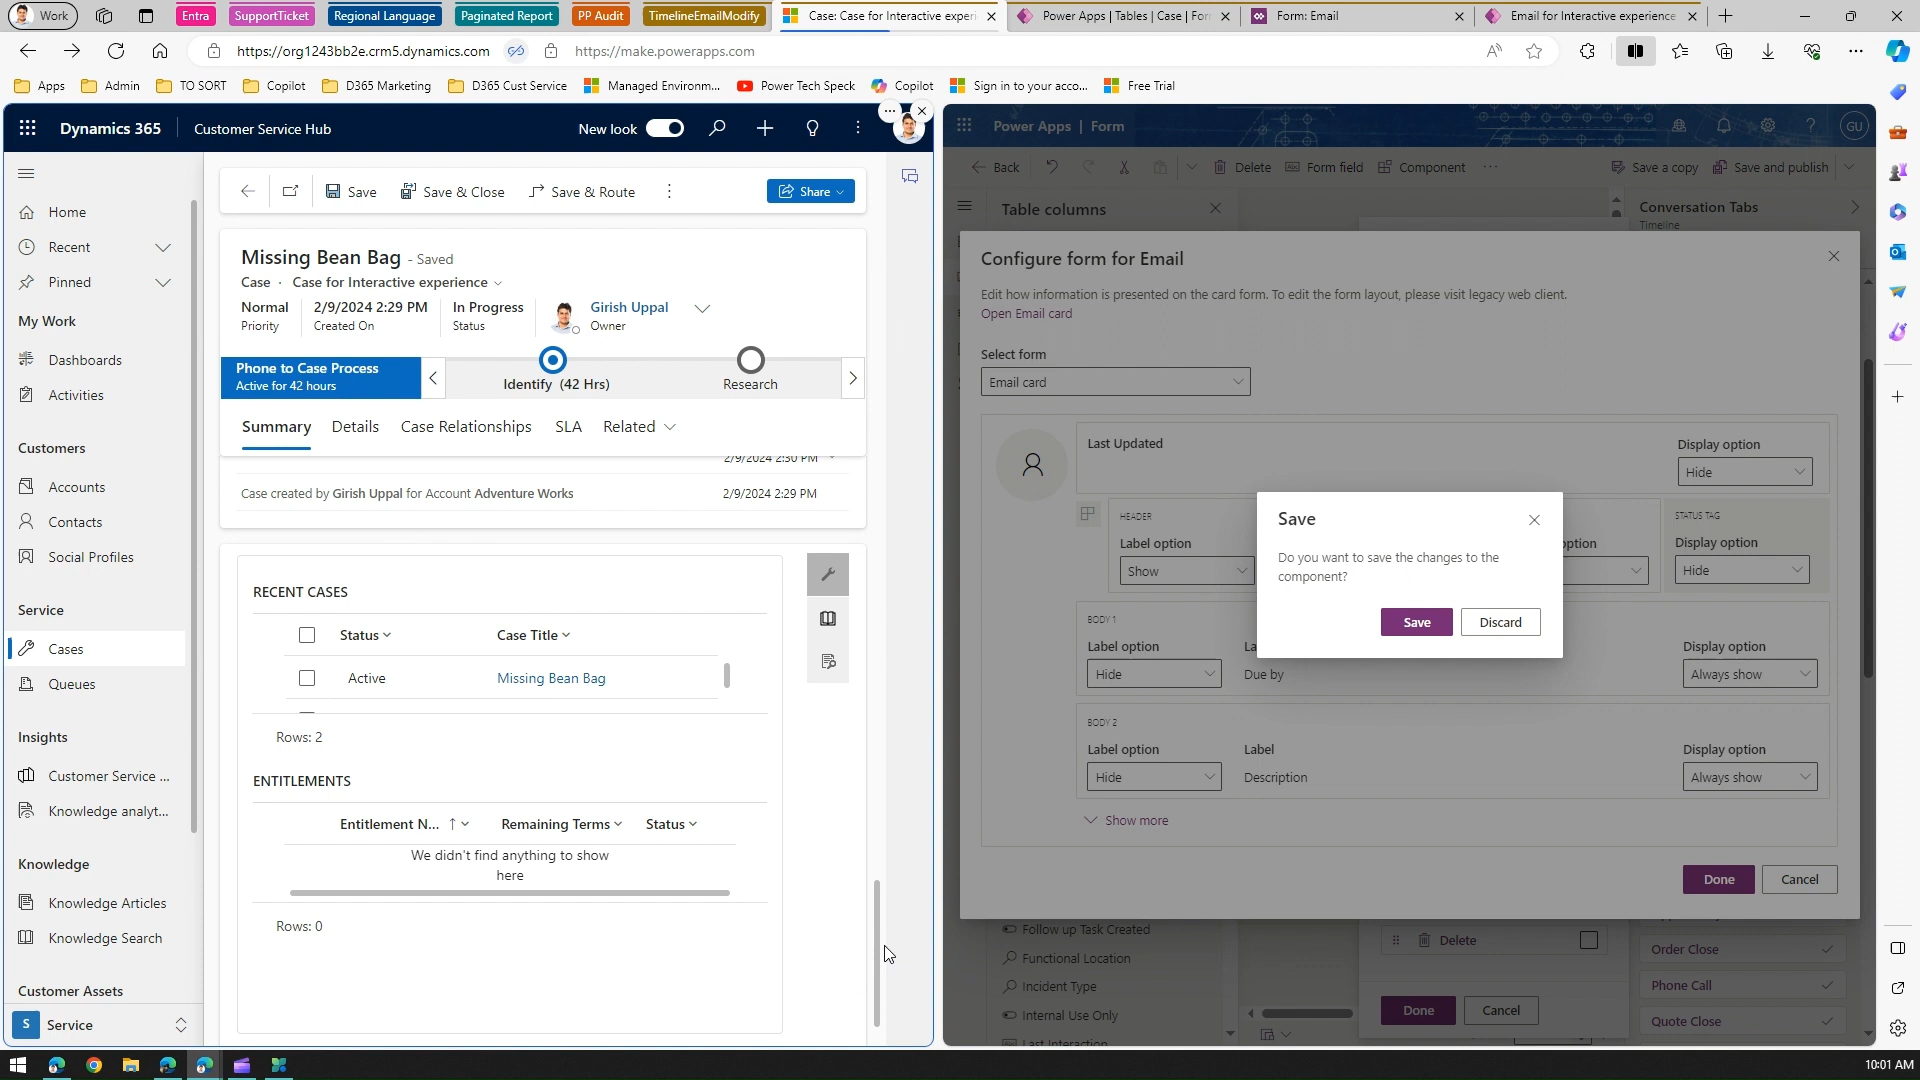 Work
Entra
SupportTicket
Regional Language
Paginated Report
PP Audit
TimelineEmailModify
Case: Case for Interactive experi
Power Apps | Tables | Case | For
Form: Email
Email for Interactive experience
https://org1243bb2e.crm5.dynamics.com
https://make.powerapps.com
Apps
Admin
TO SORT
Copilot
D365 Marketing
D365 Cust Service
Managed Environm...
Power Tech Speck
Copilot
Sign in to your acco...
Free Trial
Dynamics 365
Customer Service Hub
New look
Home
Recent
Pinned
My Work
Dashboards
Activities
Customers
Accounts
Contacts
Social Profiles
Service
Cases
Queues
Insights
Customer Service ...
Knowledge analyt...
Knowledge
Knowledge Articles
Knowledge Search
Customer Assets
S
Service
Save
Save & Close
Save & Route
Share
Missing Bean Bag - Saved
Case · Case for Interactive experience
Normal
Priority
2/9/2024 2:29 PM
Created On
In Progress
Status
Girish Uppal
Owner
Phone to Case Process
Active for 42 hours
Identify (42 Hrs)
Research
Summary
Details
Case Relationships
SLA
Related
2/9/2024 2:30 PM
Case created by Girish Uppal for Account Adventure Works
2/9/2024 2:29 PM
RECENT CASES
Status
Case Title
Active
Missing Bean Bag
Rows: 2
ENTITLEMENTS
Entitlement N...
Remaining Terms
Status
We didn't find anything to show
here
Rows: 0
Power Apps | Form
GU
Back
Delete
Form field
Component
Save a copy
Save and publish
Table columns
Conversation Tabs
Timeline
Configure form for Email
Edit how information is presented on the card form. To edit the form layout, please visit legacy web client.
Open Email card
Select form
Email card
Last Updated
Display option
Hide
HEADER
Label option
Show
ption
STATUS TAG
Display option
Hide
Save
Do you want to save the changes to the
component?
Save
Discard
BODY 1
Label option
La
Display option
Hide
Due by
Always show
BODY 2
Label option
Label
Display option
Hide
Description
Always show
Show more
Done
Cancel
Follow up Task Created
Functional Location
Incident Type
Internal Use Only
Last Interaction
Delete
Done
Cancel
Order Close
Phone Call
Quote Close
10:01 AM